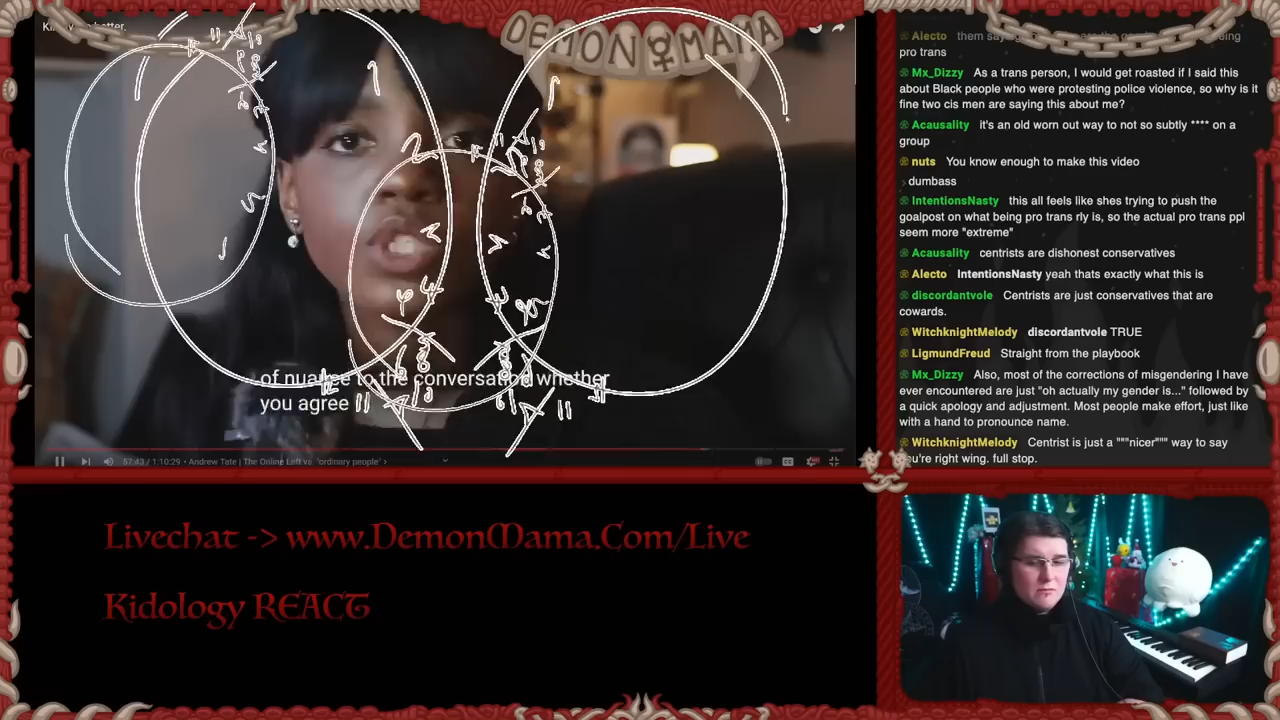 DEMON MAMA
of nuance to the conversation whether
you agree
57:43 / 1:10:29 • Andrew Tate | The Online Left vs. 'ordinary people' ›
Alecto
pro trans
Mx_Dizzy As a trans person, I would get roasted if I said this
about Black people who were protesting police violence, so why is it
fine two cis men are saying this about me?
Acausality it's an old worn out way to not so subtly **** on a
group
nuts You know enough to make this video
dumbass
IntentionsNasty this all feels like shes trying to push the
goalpost on what being pro trans rly is, so the actual pro trans ppl
seem more "extreme"
Acausality centrists are dishonest conservatives
Alecto IntentionsNasty yeah thats exactly what this is
discordantvole Centrists are just conservatives that are
cowards.
WitchknightMelody discordantvole TRUE
LigmundFreud Straight from the playbook
Mx_Dizzy Also, most of the corrections of misgendering I have
ever encountered are just "oh actually my gender is..." followed by
a quick apology and adjustment. Most people make effort, just like
with a hand to pronounce name.
WitchknightMelody Centrist is just a """nicer""" way to say
you're right wing. full stop.
Livechat -> www.DemonMama.Com/Live
Kidology REACT